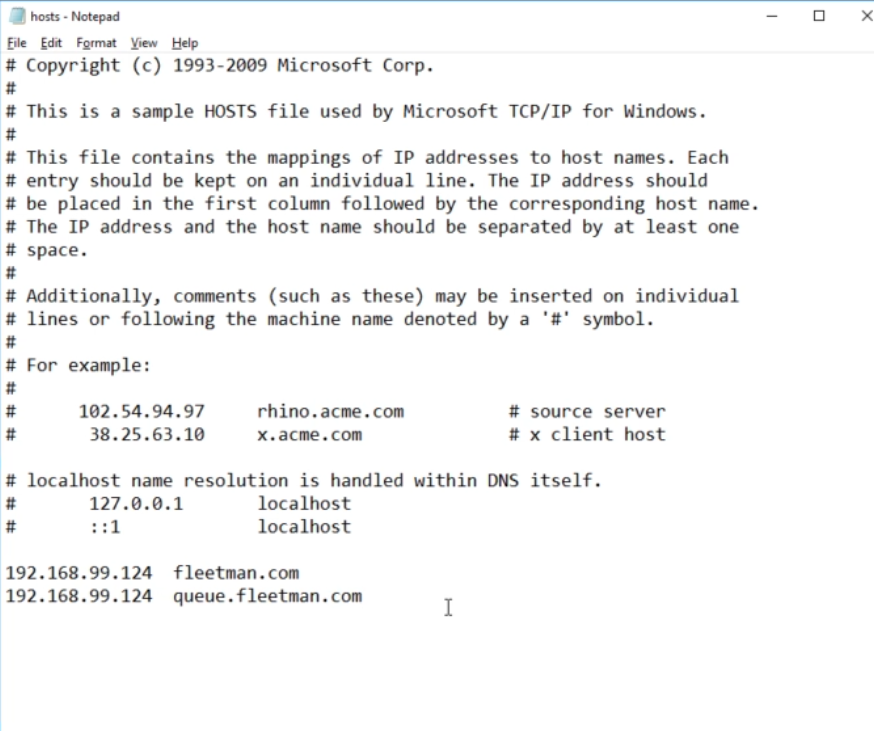 hosts - Notepad
File Edit Format View Help
# Copyright (c) 1993-2009 Microsoft Corp.
#
# This is a sample HOSTS file used by Microsoft TCP/IP for Windows.
#
# This file contains the mappings of IP addresses to host names. Each
# entry should be kept on an individual line. The IP address should
# be placed in the first column followed by the corresponding host name.
# The IP address and the host name should be separated by at least one
# space.
#
# Additionally, comments (such as these) may be inserted on individual
# lines or following the machine name denoted by a '#' symbol.
#
# For example:
#
#      102.54.94.97     rhino.acme.com          # source server
#       38.25.63.10     x.acme.com              # x client host

# localhost name resolution is handled within DNS itself.
#       127.0.0.1       localhost
#       ::1             localhost

192.168.99.124  fleetman.com
192.168.99.124  queue.fleetman.com